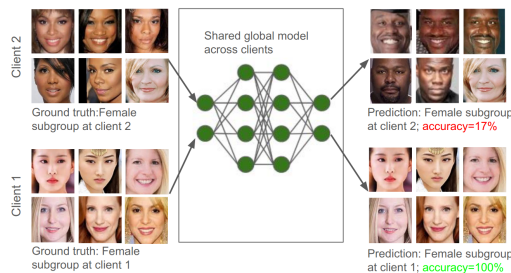 Client 2
Shared global model
across clients
Ground truth:Female
subgroup at client 2
Prediction: Female subgroup
at client 2; accuracy=17%
Client 1
Ground truth: Female
subgroup at client 1
Prediction: Female subgroup
at client 1; accuracy=100%